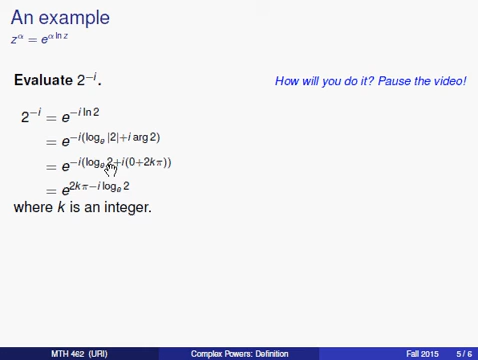 An example
z^α = e^{α ln z}
Evaluate 2^{−i}.
How will you do it? Pause the video!
2^{−i} = e^{−i ln 2}
= e^{−i(log_e |2|+i arg 2)}
= e^{−i(log_e 2+i(0+2kπ))}
= e^{2kπ−i log_e 2}
where k is an integer.
MTH 462 (URI) Complex Powers: Definition Fall 2015 5 / 6